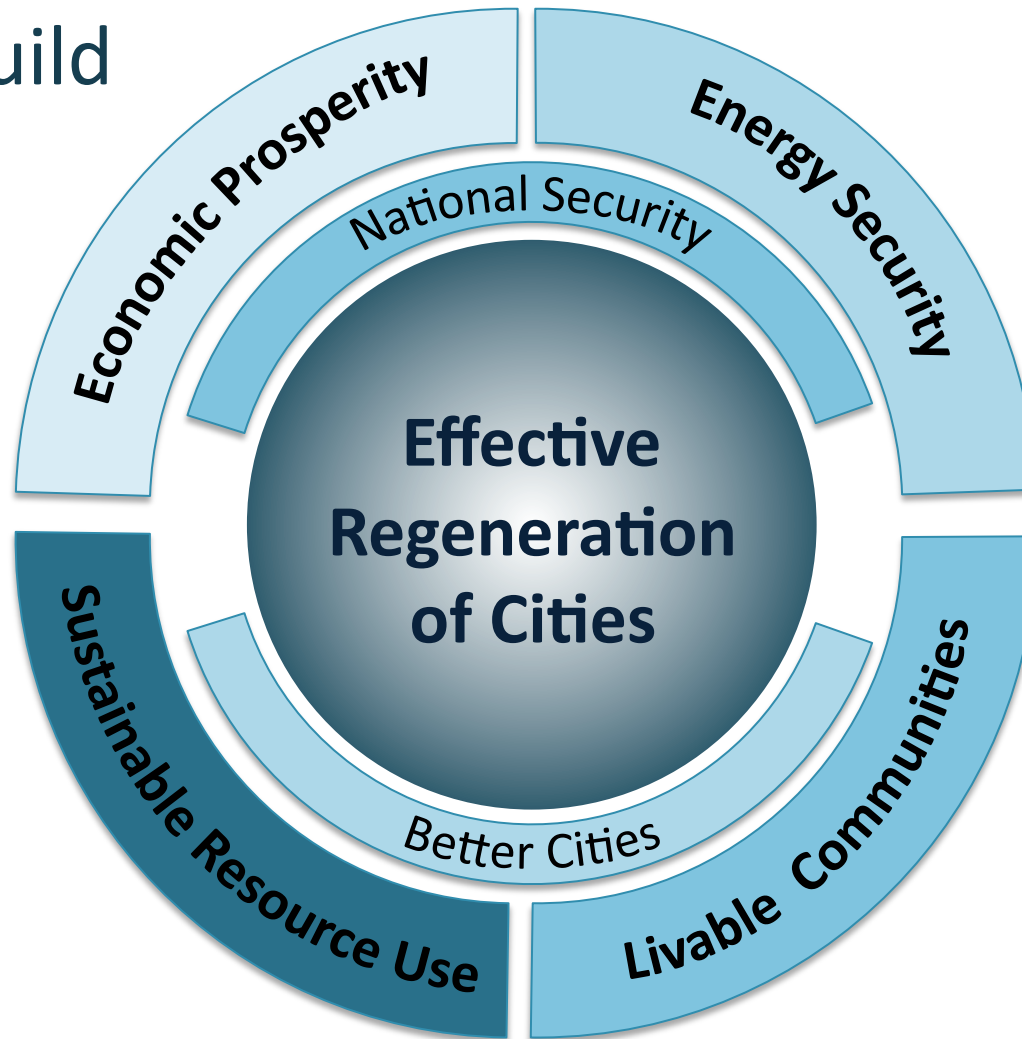 uild
Economic Prosperity
Energy Security
National Security
Effective
Regeneration
of Cities
Better Cities
Sustainable Resource Use
Livable Communities